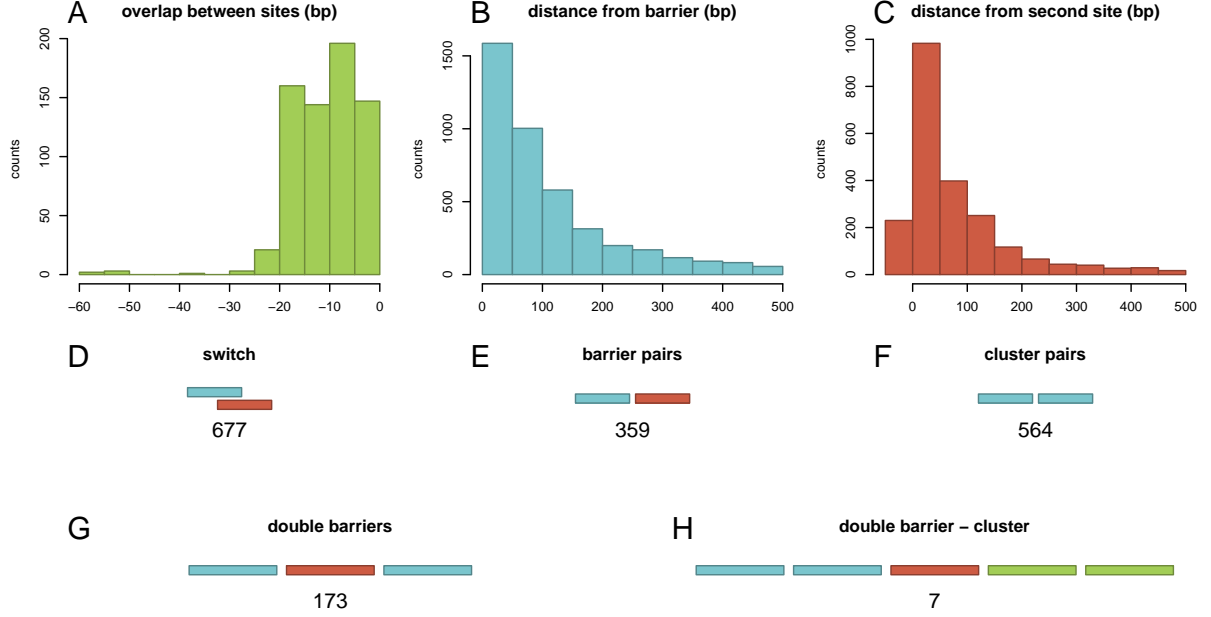 A overlap between sites (bp)
counts
200
150
100
50
0
−60 −50 −40 −30 −20 −10 0
B distance from barrier (bp)
counts
1500
1000
500
0
0 100 200 300 400 500
C distance from second site (bp)
counts
1000
800
600
400
200
0
0 100 200 300 400 500
D switch
677
E barrier pairs
359
F cluster pairs
564
G double barriers
173
H double barrier − cluster
7